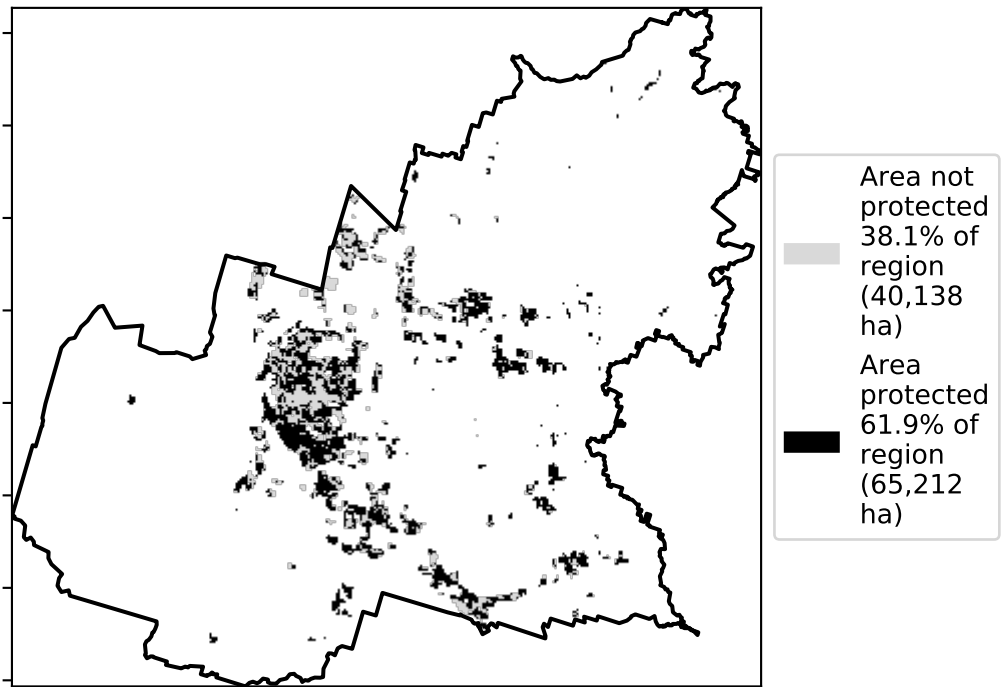 Area not
protected
38.1% of
region
(40,138
ha)
Area
protected
61.9% of
region
(65,212
ha)